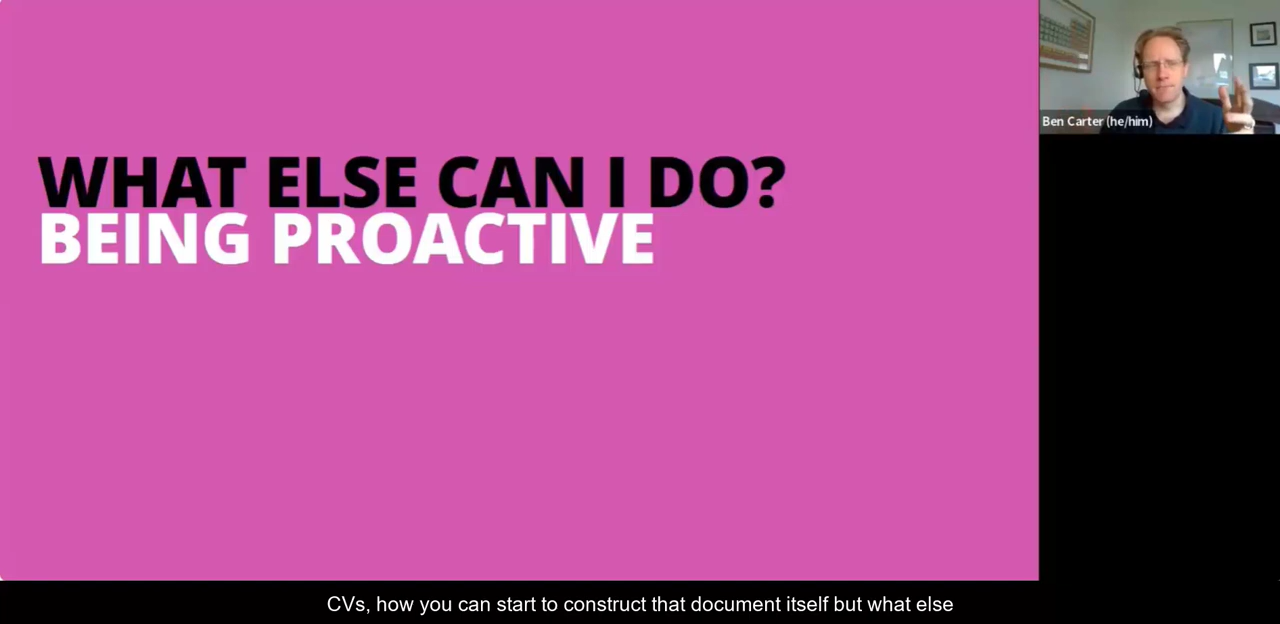 WHAT ELSE CAN I DO?
BEING PROACTIVE
Ben Carter (he/him)
CVs, how you can start to construct that document itself but what else